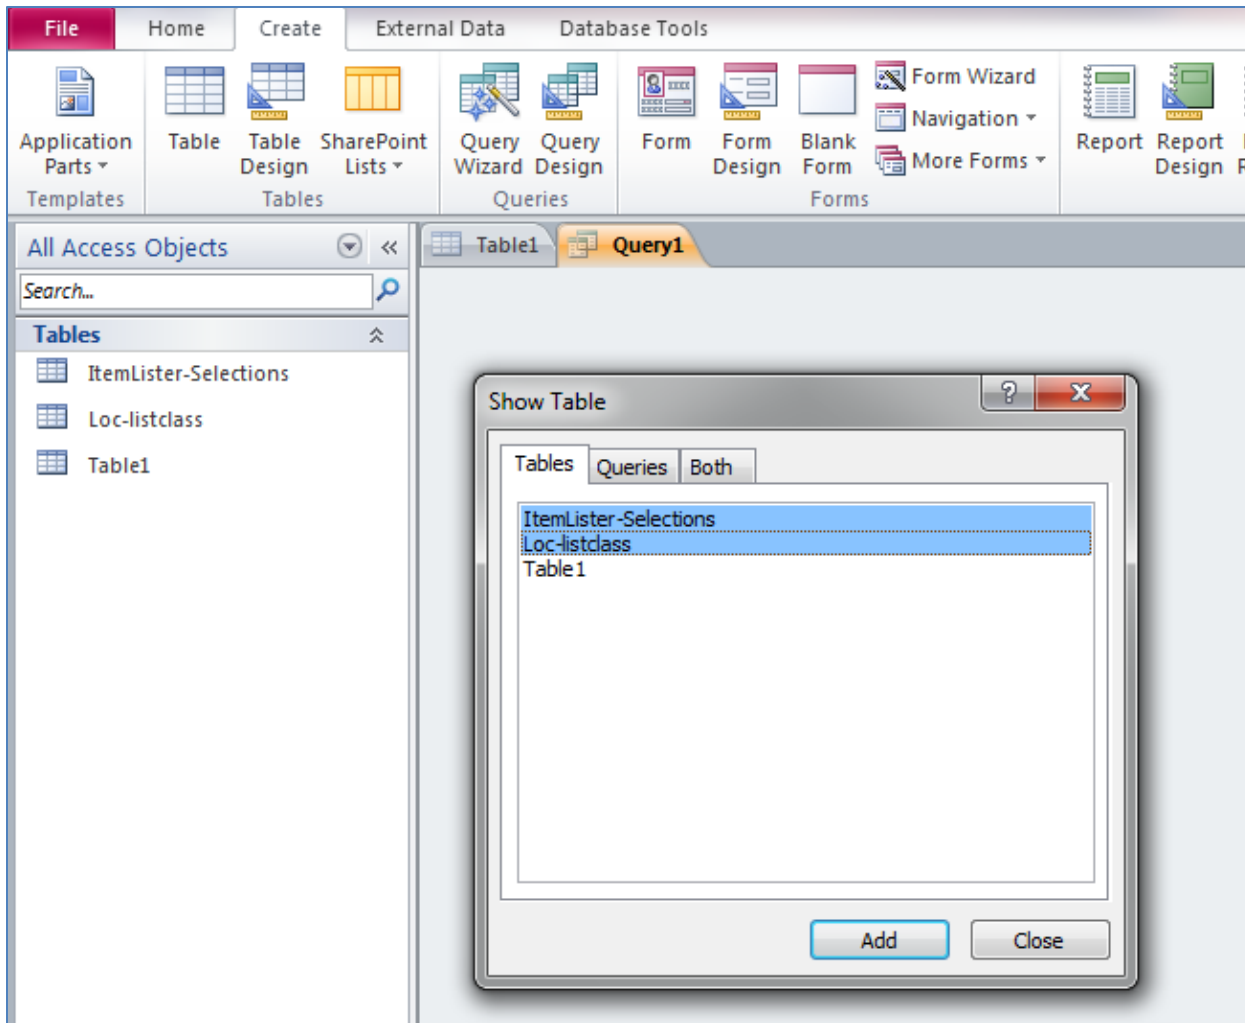 File Home Create External Data Database Tools
Form Wizard
Navigation
More Forms
Application Parts
Table
Table Design
SharePoint Lists
Query Wizard
Query Design
Form
Form Design
Blank Form
Report
Report Design
Templates Tables Queries Forms
All Access Objects
Table1 Query1
Search...
Tables
ItemLister-Selections
Loc-listclass
Table1
Show Table
Tables Queries Both
ItemLister-Selections
Loc-listclass
Table1
Add Close